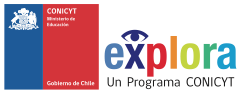 CONICYT
Ministerio de
Educación
Gobierno de Chile
explora
Un Programa CONICYT